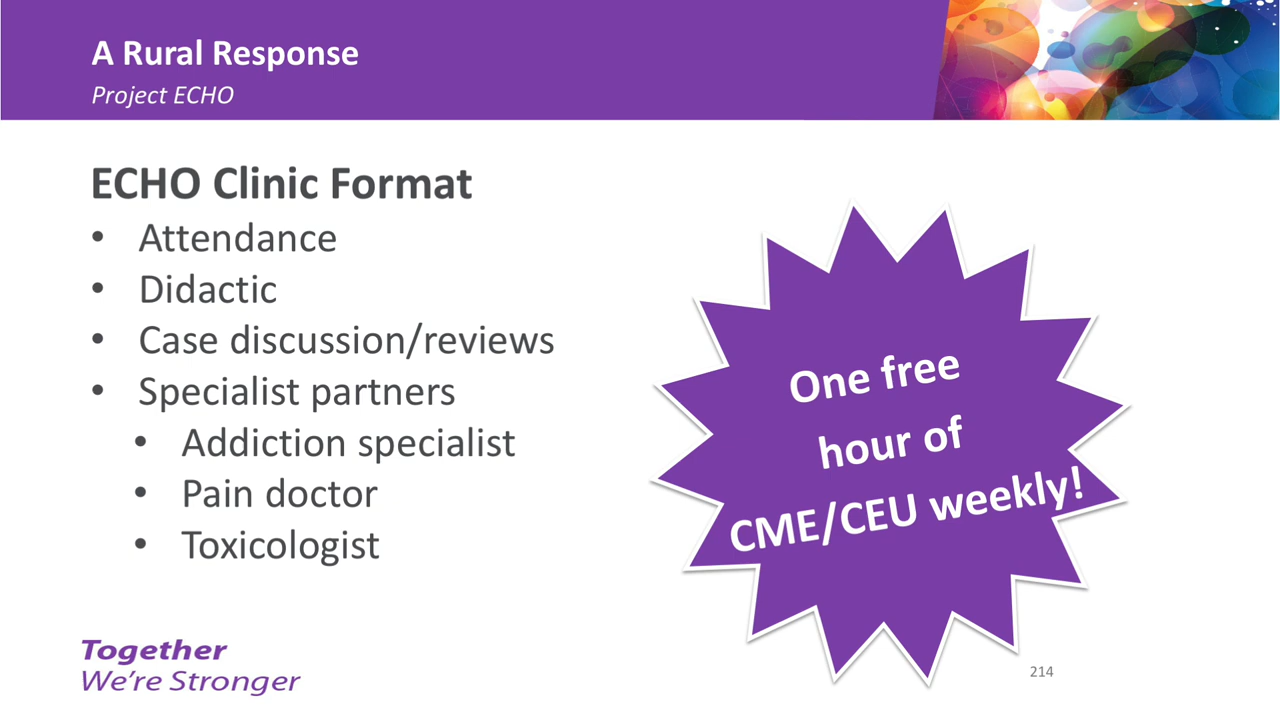 A Rural Response
Project ECHO
ECHO Clinic Format
• Attendance
• Didactic
• Case discussion/reviews
• Specialist partners
• Addiction specialist
• Pain doctor
• Toxicologist
One free
hour of
CME/CEU weekly!
Together
We're Stronger
214